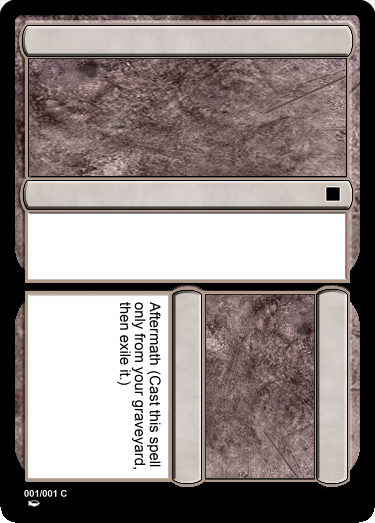 Aftermath (Cast this spell
only from your graveyard,
then exile it.)
001/001 C